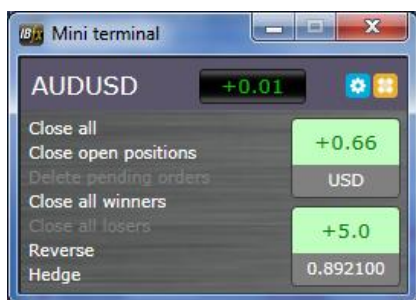 IBfx Mini terminal
AUDUSD +0.01
Close all
Close open positions
Delete pending orders
Close all winners
Close all losers
Reverse
Hedge
+0.66
USD
+5.0
0.892100